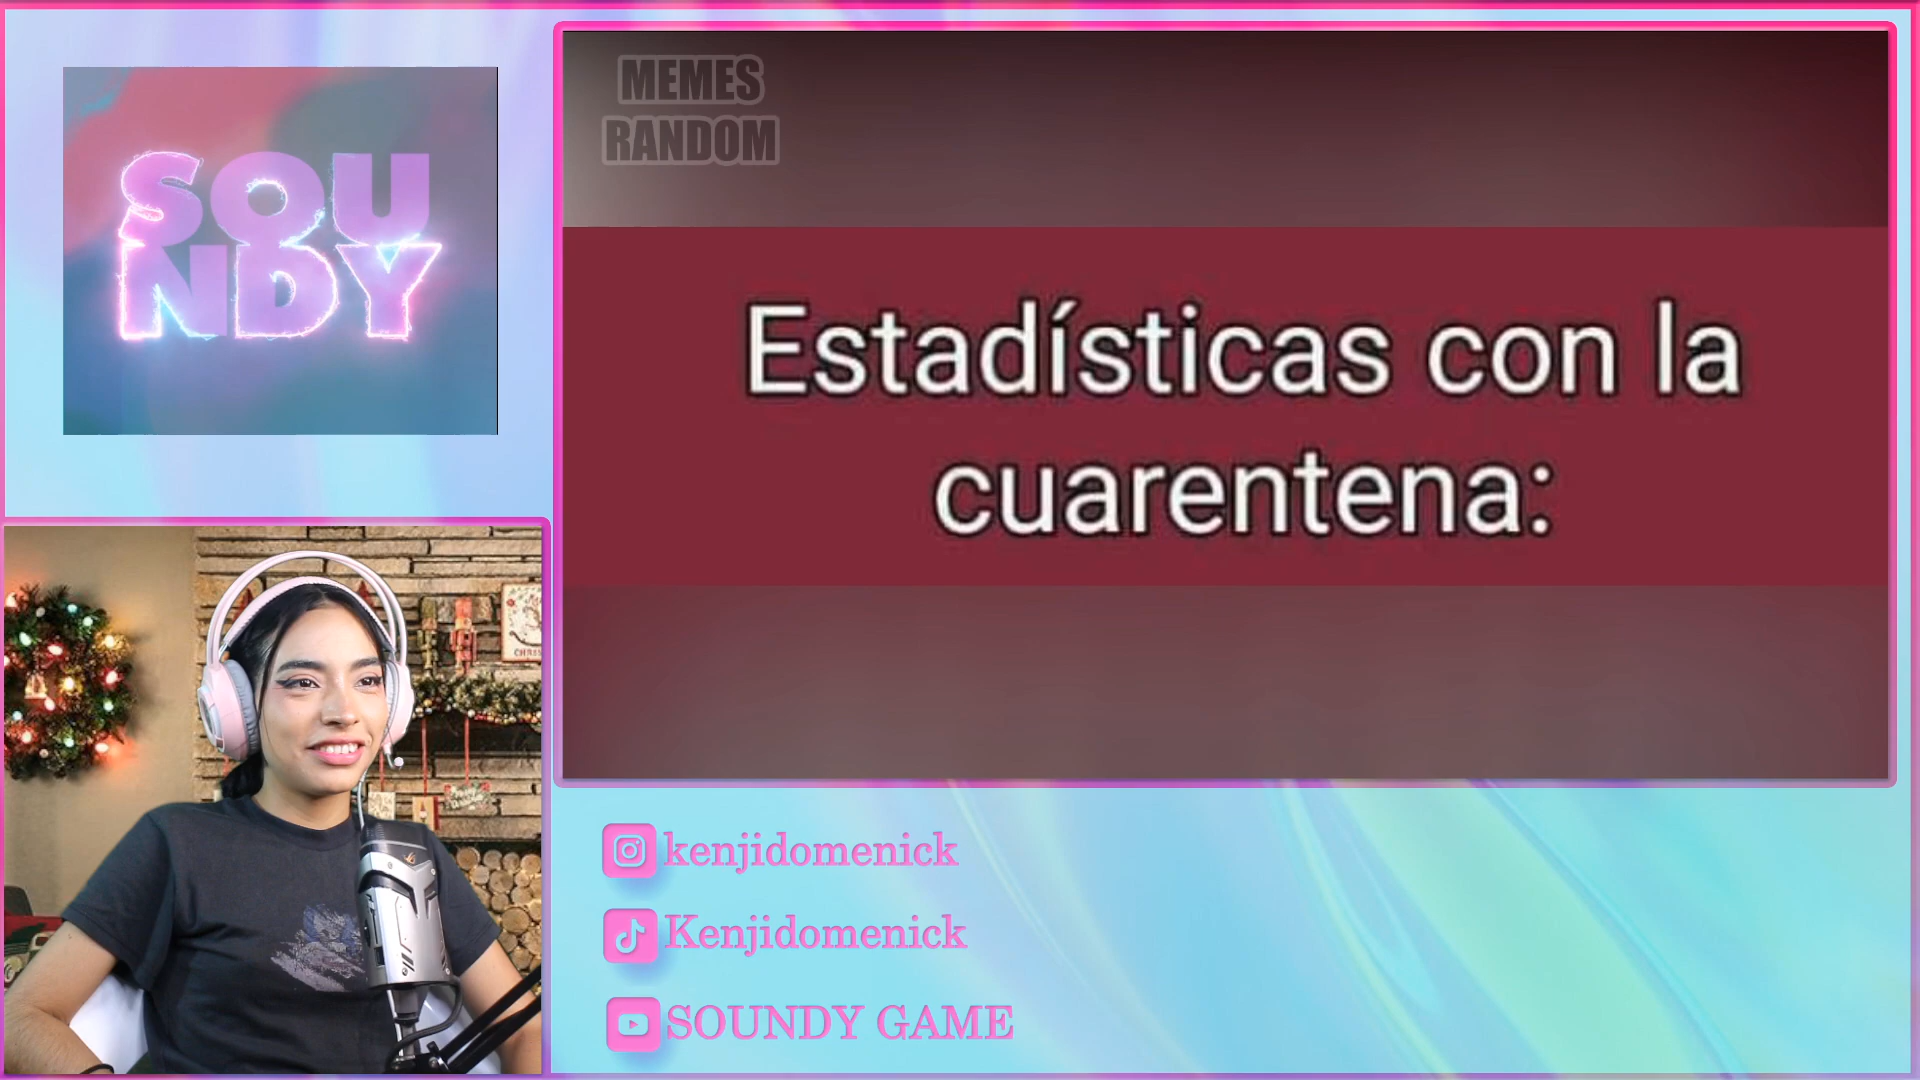 SOU
NDY
MEMES
RANDOM
Estadísticas con la
cuarentena:
kenjidomenick
Kenjidomenick
SOUNDY GAME